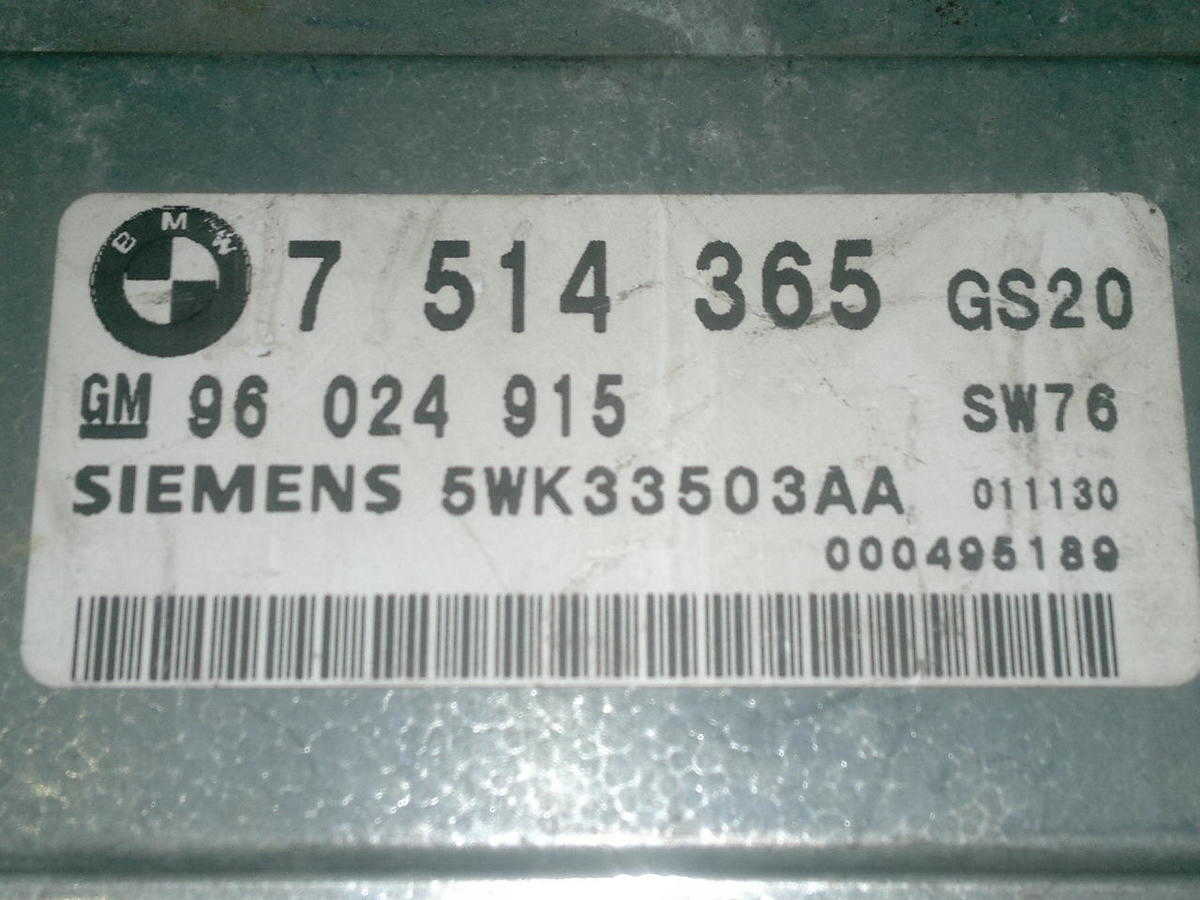 BMW 7 514 365 GS20
GM 96 024 915 SW76
SIEMENS 5WK33503AA 011130
000495189